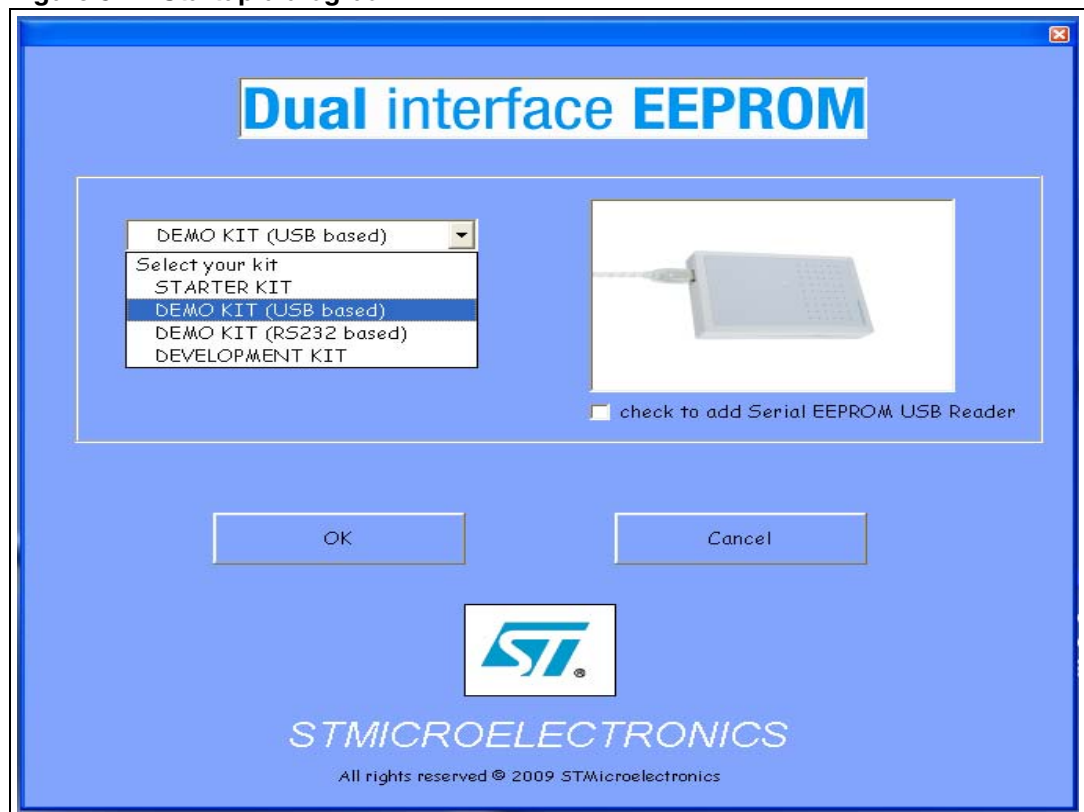 Dual interface EEPROM
DEMO KIT (USB based)
Select your kit
STARTER KIT
DEMO KIT (USB based)
DEMO KIT (RS232 based)
DEVELOPMENT KIT
check to add Serial EEPROM USB Reader
OK
Cancel
ST®
STMICROELECTRONICS
All rights reserved © 2009 STMicroelectronics